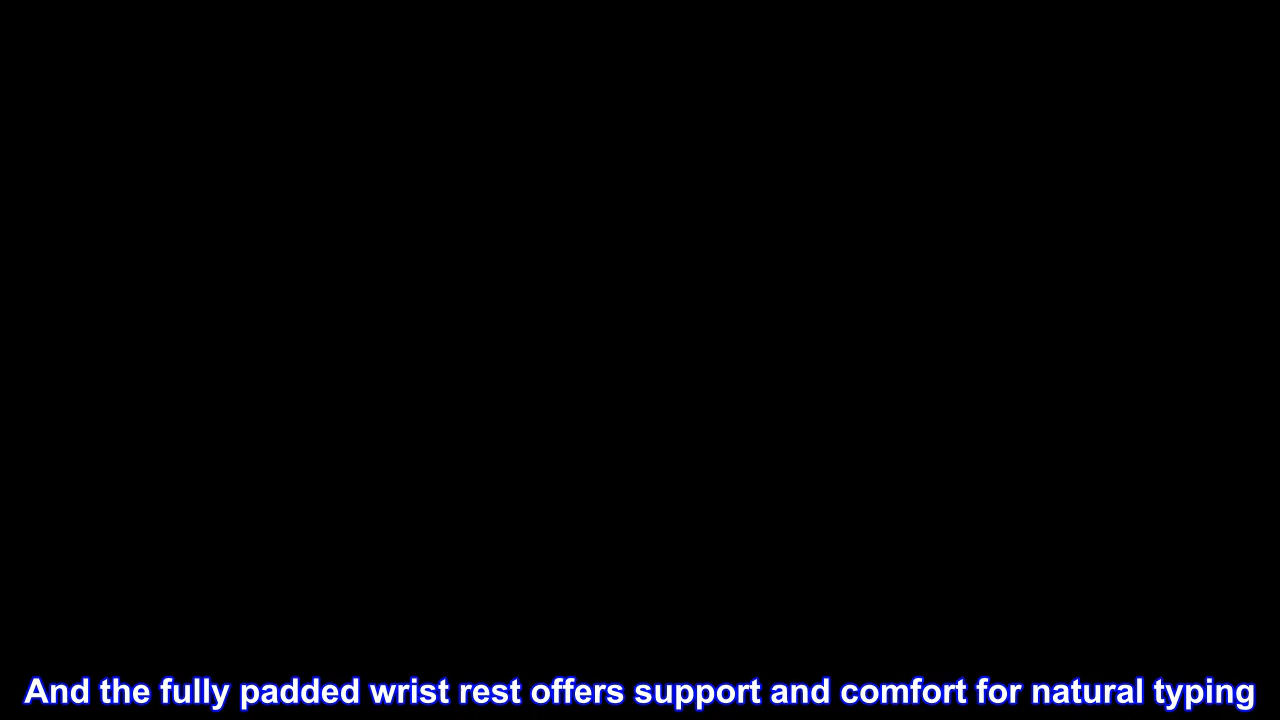 And the fully padded wrist rest offers support and comfort for natural typing